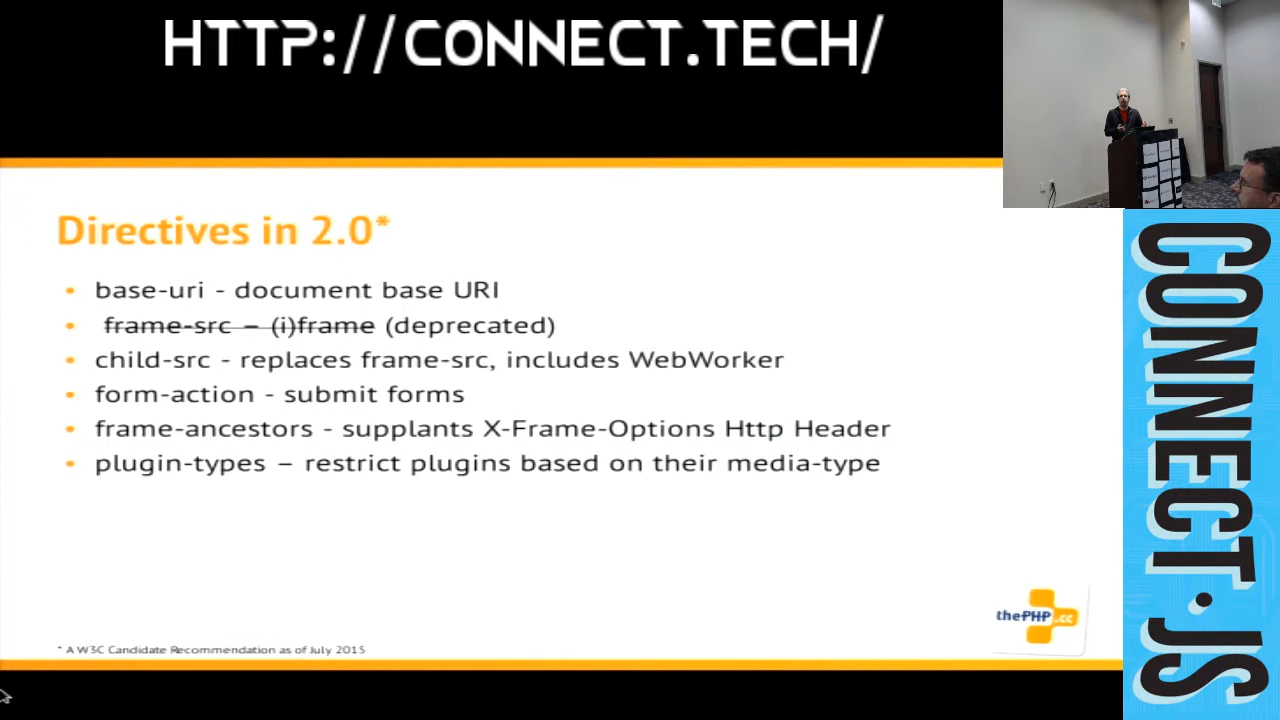 HTTP://CONNECT.TECH/
Directives in 2.0*
• base-uri - document base URI
• frame-src – (i)frame (deprecated)
• child-src - replaces frame-src, includes WebWorker
• form-action - submit forms
• frame-ancestors - supplants X-Frame-Options Http Header
• plugin-types – restrict plugins based on their media-type
thePHP.cc
* A W3C Candidate Recommendation as of July 2015
CONNECT.JS